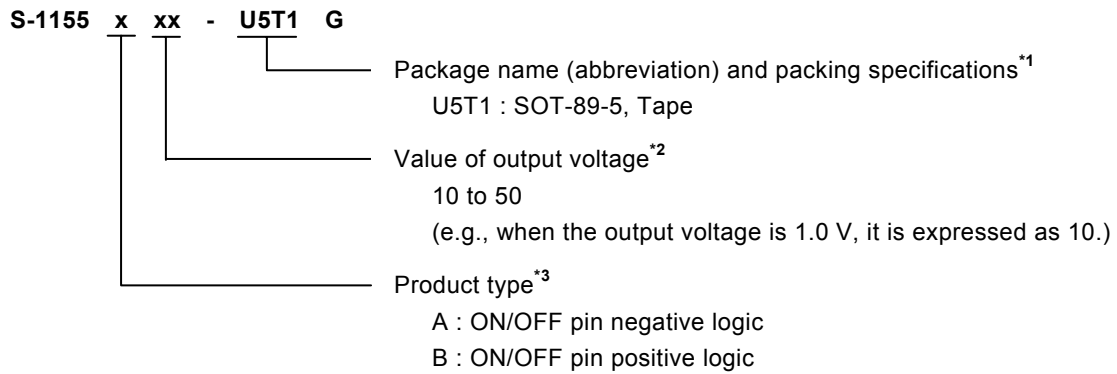 S-1155 x xx - U5T1 G
Package name (abbreviation) and packing specifications*1
U5T1 : SOT-89-5, Tape
Value of output voltage*2
10 to 50
(e.g., when the output voltage is 1.0 V, it is expressed as 10.)
Product type*3
A : ON/OFF pin negative logic
B : ON/OFF pin positive logic